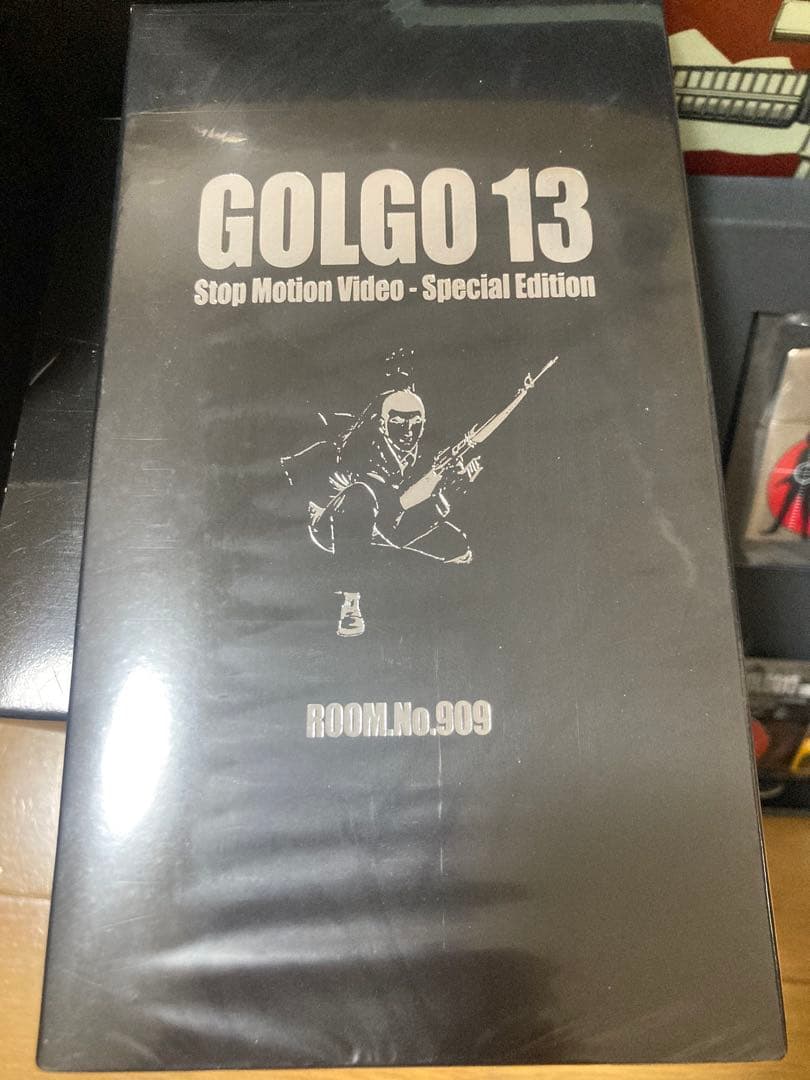 GOLGO 13
Stop Motion Video - Special Edition
ROOM.No.909